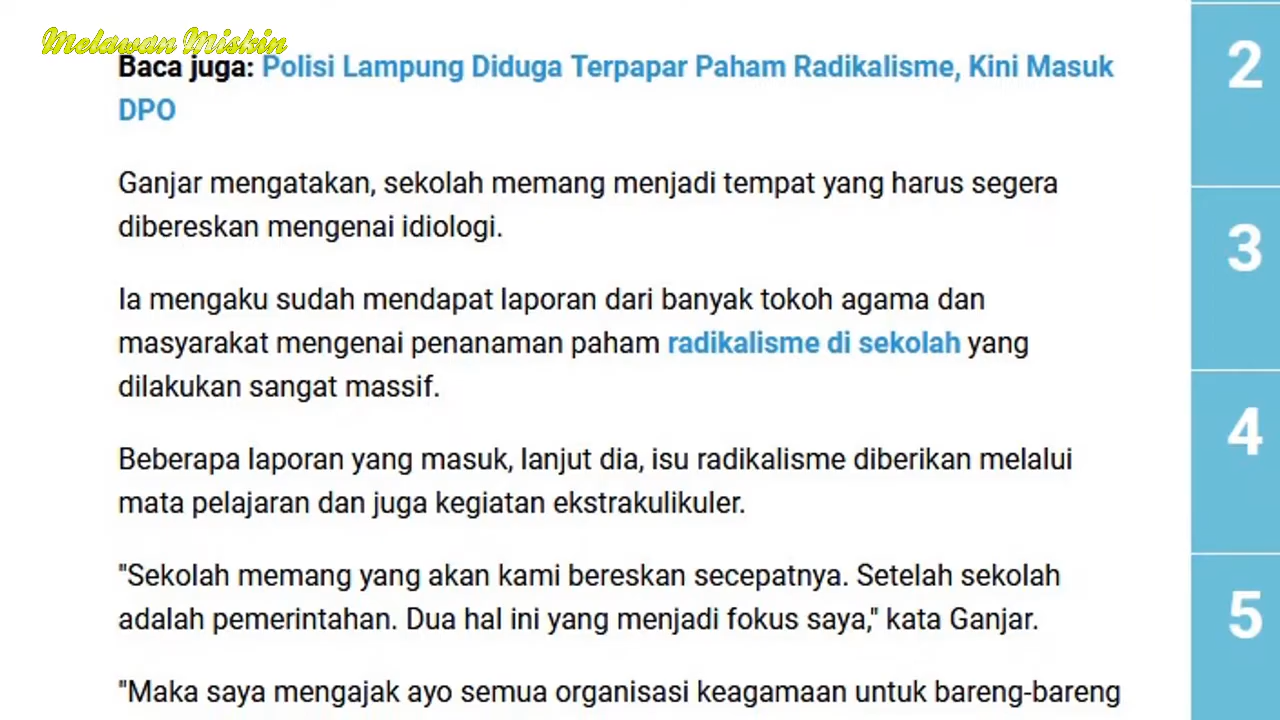 Melawan Miskin
Baca juga: Polisi Lampung Diduga Terpapar Paham Radikalisme, Kini Masuk
DPO
Ganjar mengatakan, sekolah memang menjadi tempat yang harus segera
dibereskan mengenai idiologi.
Ia mengaku sudah mendapat laporan dari banyak tokoh agama dan
masyarakat mengenai penanaman paham radikalisme di sekolah yang
dilakukan sangat massif.
Beberapa laporan yang masuk, lanjut dia, isu radikalisme diberikan melalui
mata pelajaran dan juga kegiatan ekstrakulikuler.
"Sekolah memang yang akan kami bereskan secepatnya. Setelah sekolah
adalah pemerintahan. Dua hal ini yang menjadi fokus saya," kata Ganjar.
"Maka saya mengajak ayo semua organisasi keagamaan untuk bareng-bareng
2
3
4
5